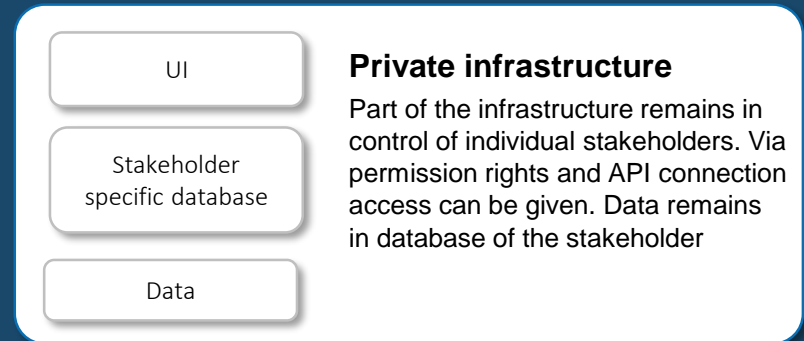 UI
Stakeholder
specific database
Data
Private infrastructure
Part of the infrastructure remains in
control of individual stakeholders. Via
permission rights and API connection
access can be given. Data remains
in database of the stakeholder